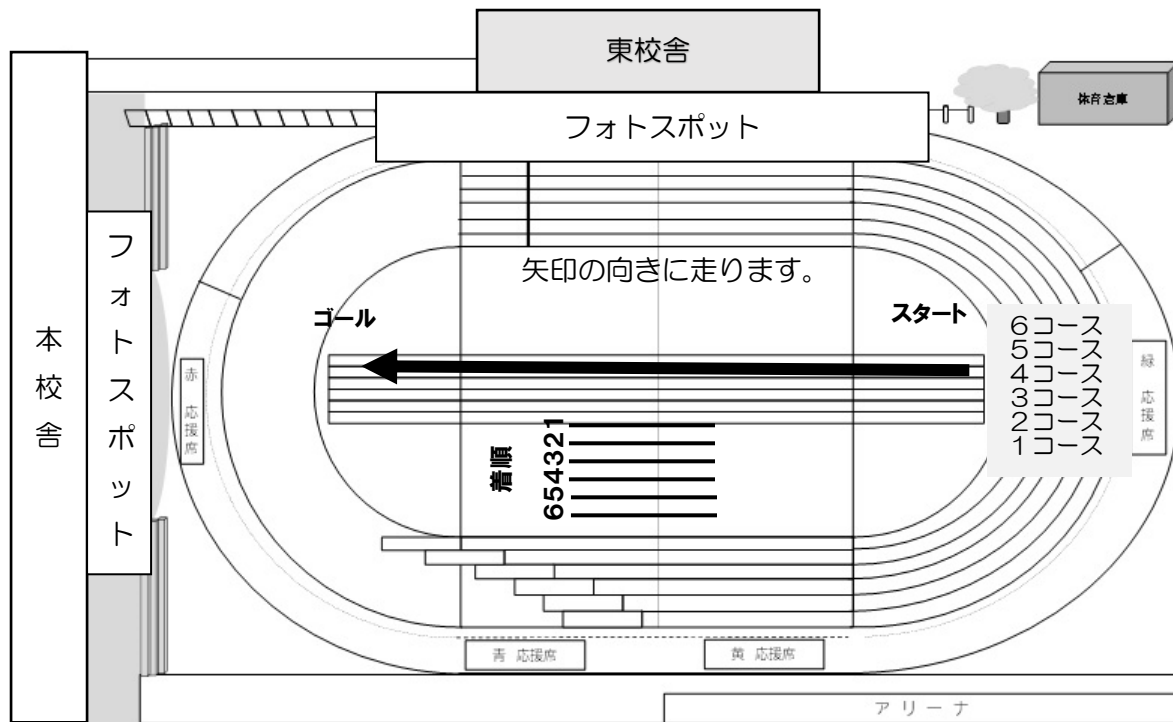 東校舎
体育倉庫
フォトスポット
本校舎
フォトスポット
矢印の向きに走ります。
ゴール
スタート
6コース
5コース
4コース
3コース
2コース
1コース
赤 応援席
緑 応援席
着順
654321
青 応援席
黄 応援席
アリーナ